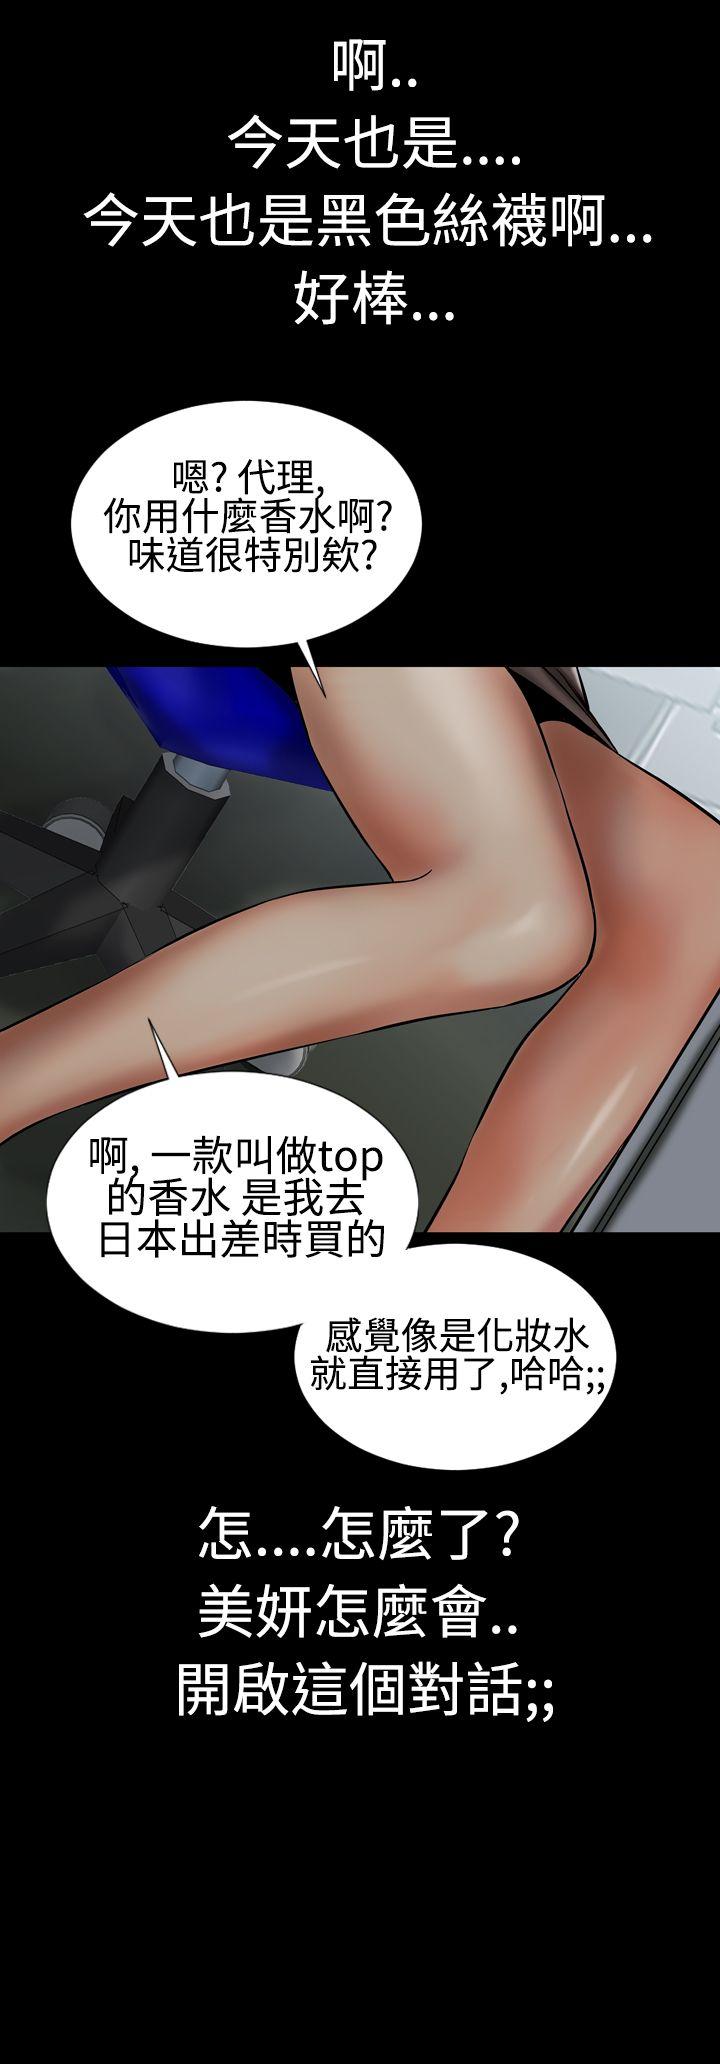 啊..
今天也是....
今天也是黑色絲襪啊...
好棒...
嗯? 代理,
你用什麼香水啊?
味道很特別欸?
啊, 一款叫做top
的香水 是我去
日本出差時買的
感覺像是化妝水
就直接用了,哈哈;;
怎....怎麼了?
美妍怎麼會..
開啟這個對話;;